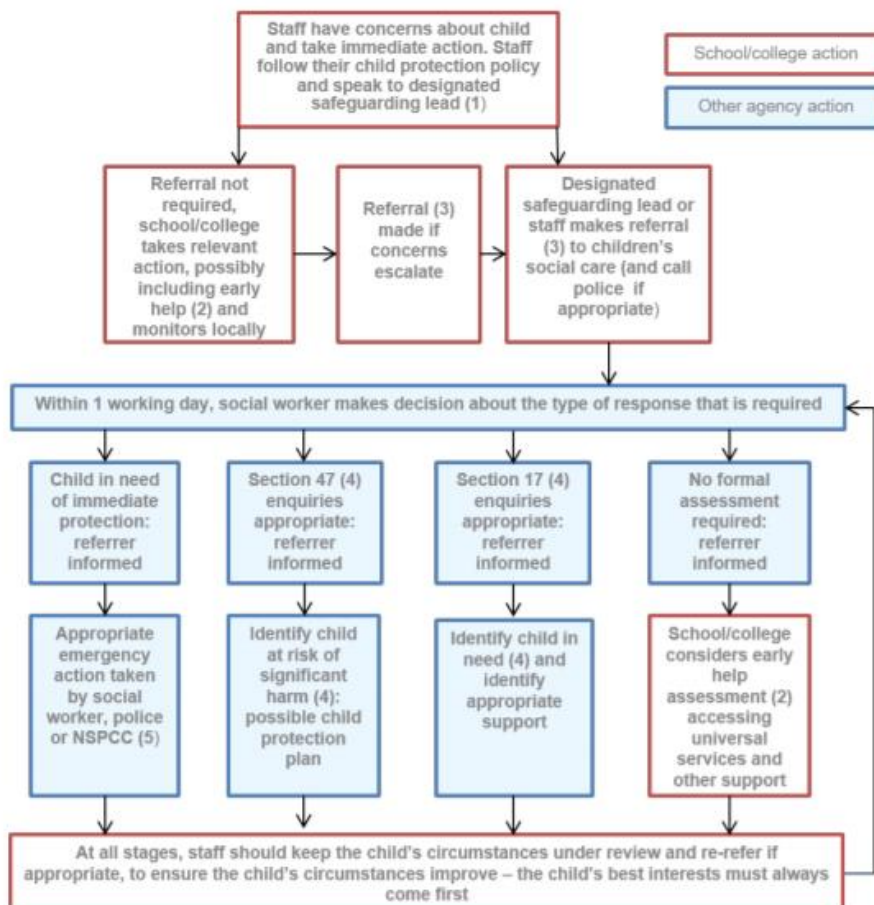 Staff have concerns about child
and take immediate action. Staff
follow their child protection policy
and speak to designated
safeguarding lead (1)
School/college action
Other agency action
Referral not
required,
school/college
takes relevant
action, possibly
including early
help (2) and
monitors locally
Referral (3)
made if
concerns
escalate
Designated
safeguarding lead or
staff makes referral
(3) to children's
social care (and call
police if
appropriate)
Within 1 working day, social worker makes decision about the type of response that is required
Child in need
of immediate
protection:
referrer
informed
Section 47 (4)
enquiries
appropriate:
referrer
informed
Section 17 (4)
enquiries
appropriate:
referrer
informed
No formal
assessment
required:
referrer
informed
Appropriate
emergency
action taken
by social
worker, police
or NSPCC (5)
Identify child
at risk of
significant
harm (4):
possible child
protection
plan
Identify child in
need (4) and
identify
appropriate
support
School/college
considers early
help
assessment (2)
accessing
universal
services and
other support
At all stages, staff should keep the child's circumstances under review and re-refer if
appropriate, to ensure the child's circumstances improve – the child's best interests must always
come first